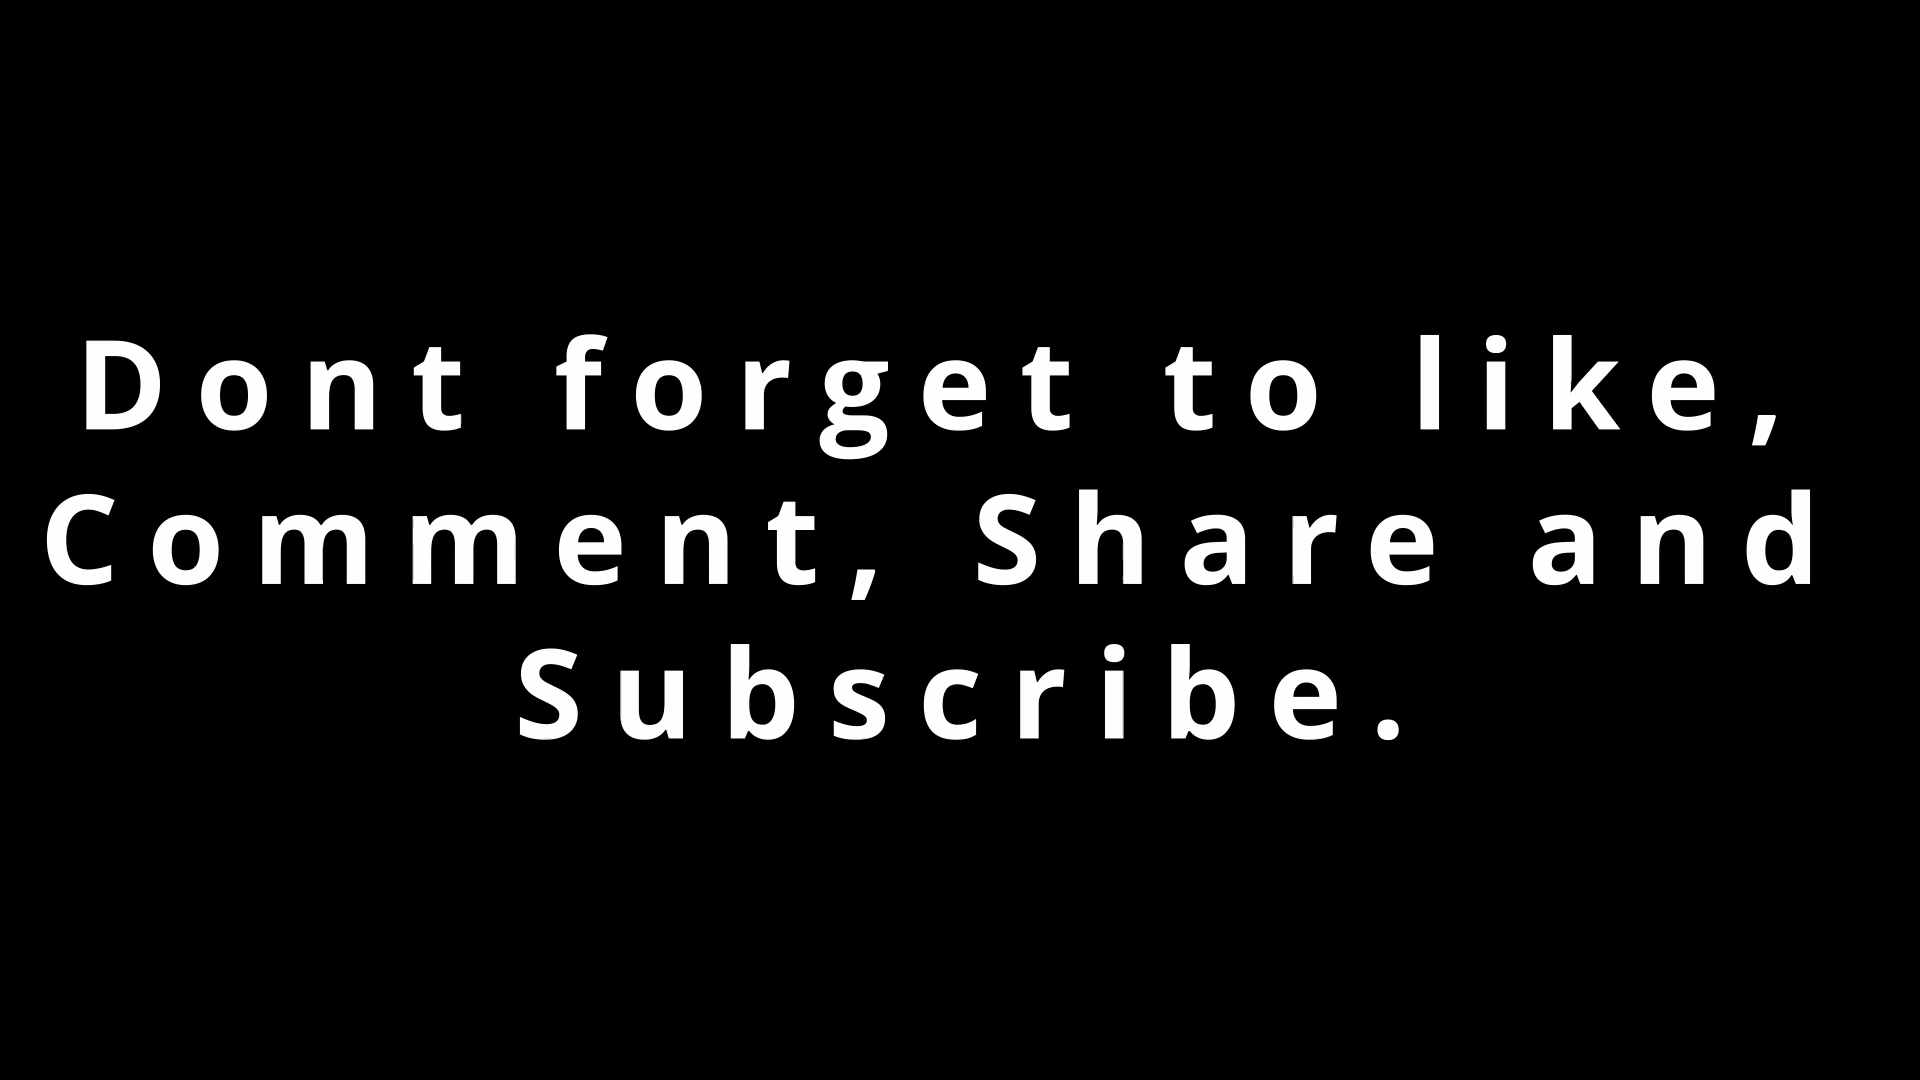 Dont forget to like,
Comment, Share and
Subscribe.